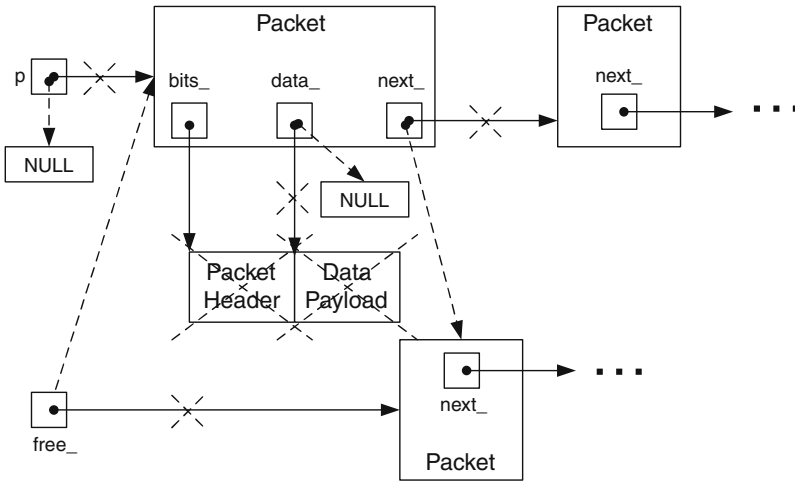 Packet
Packet
p
bits_
data_
next_
next_
NULL
NULL
Packet
Header
Data
Payload
next_
free_
Packet